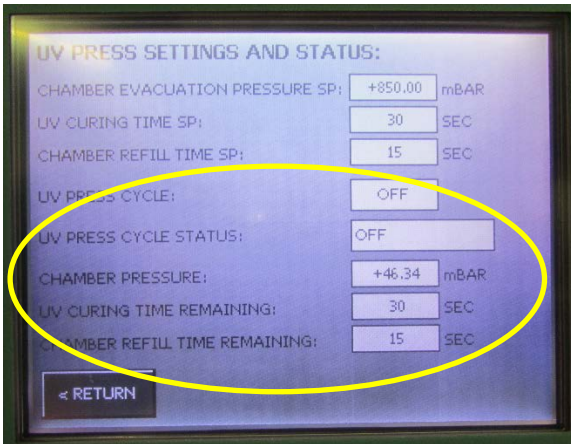 UV PRESS SETTINGS AND STATUS:
CHAMBER EVACUATION PRESSURE SP: +850.00 mBAR
UV CURING TIME SP: 30 SEC
CHAMBER REFILL TIME SP: 15 SEC
UV PRESS CYCLE: OFF
UV PRESS CYCLE STATUS: OFF
CHAMBER PRESSURE: +46.34 mBAR
UV CURING TIME REMAINING: 30 SEC
CHAMBER REFILL TIME REMAINING: 15 SEC
< RETURN